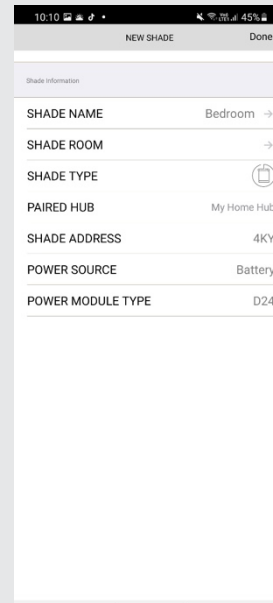 10:10 45%
NEW SHADE Done
Shade Information
SHADE NAME Bedroom →
SHADE ROOM →
SHADE TYPE
PAIRED HUB My Home Hub
SHADE ADDRESS 4KY
POWER SOURCE Battery
POWER MODULE TYPE D24